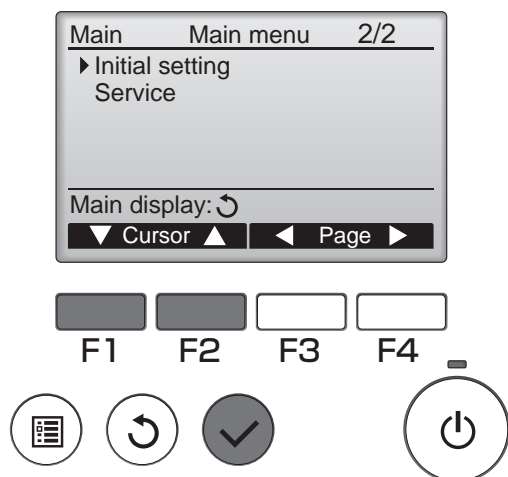 Main Main menu 2/2
Initial setting
Service
Main display:
Cursor Page
F1 F2 F3 F4